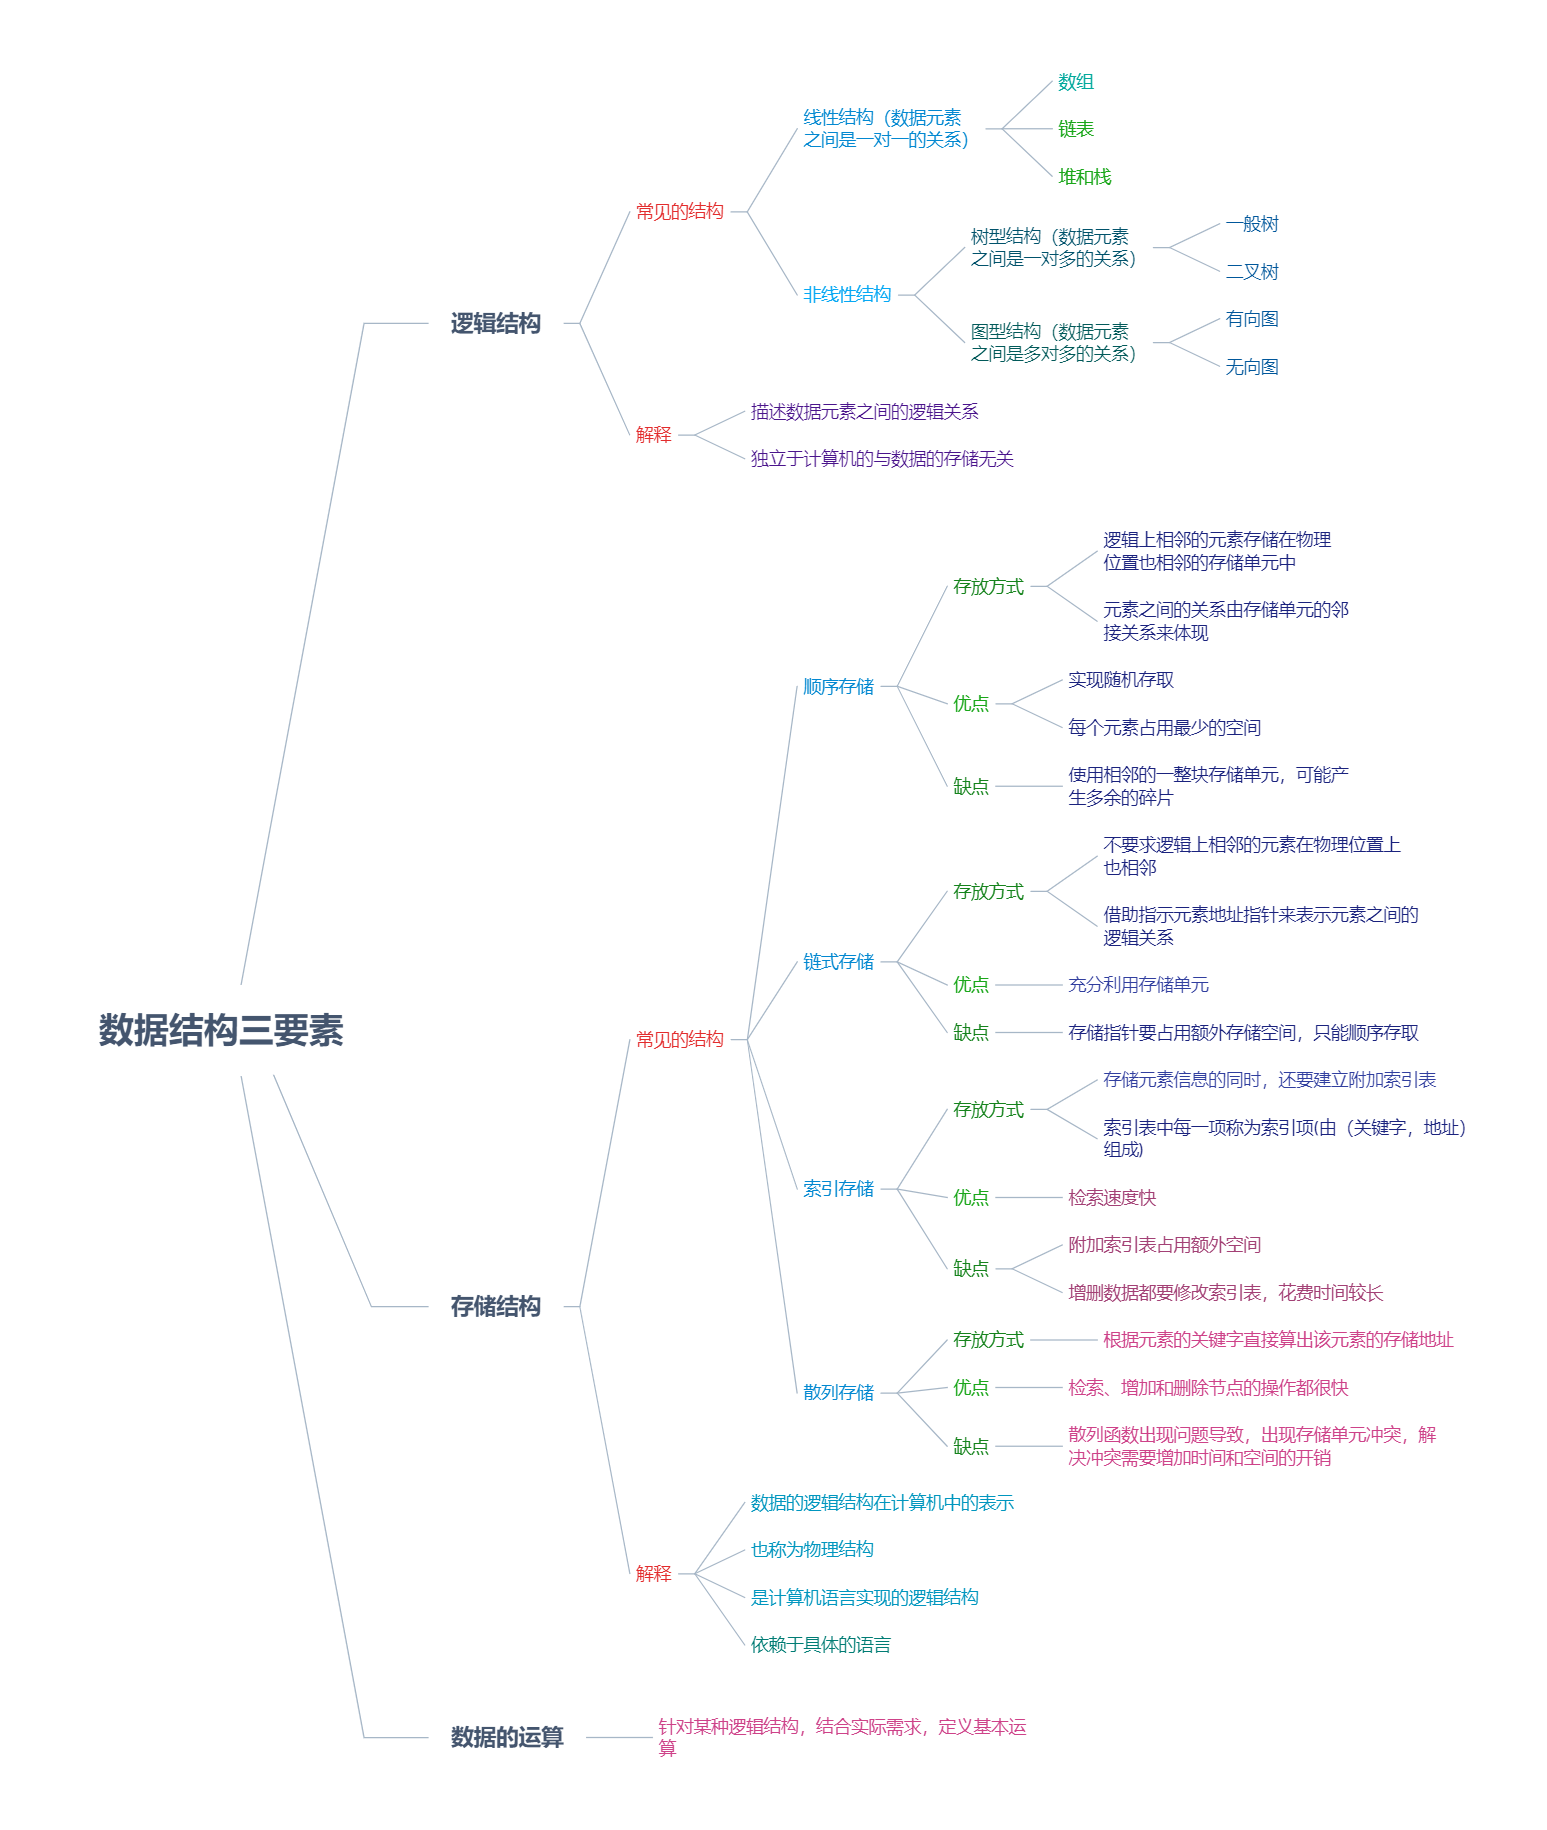 数据结构三要素
逻辑结构
常见的结构
线性结构（数据元素
之间是一对一的关系）
数组
链表
堆和栈
非线性结构
树型结构（数据元素
之间是一对多的关系）
一般树
二叉树
图型结构（数据元素
之间是多对多的关系）
有向图
无向图
解释
描述数据元素之间的逻辑关系
独立于计算机的与数据的存储无关
存储结构
常见的结构
顺序存储
存放方式
逻辑上相邻的元素存储在物理
位置也相邻的存储单元中
元素之间的关系由存储单元的邻
接关系来体现
优点
实现随机存取
每个元素占用最少的空间
缺点
使用相邻的一整块存储单元，可能产
生多余的碎片
链式存储
存放方式
不要求逻辑上相邻的元素在物理位置上
也相邻
借助指示元素地址指针来表示元素之间的
逻辑关系
优点
充分利用存储单元
缺点
存储指针要占用额外存储空间，只能顺序存取
索引存储
存放方式
存储元素信息的同时，还要建立附加索引表
索引表中每一项称为索引项(由（关键字，地址）
组成)
优点
检索速度快
缺点
附加索引表占用额外空间
增删数据都要修改索引表，花费时间较长
散列存储
存放方式
根据元素的关键字直接算出该元素的存储地址
优点
检索、增加和删除节点的操作都很快
缺点
散列函数出现问题导致，出现存储单元冲突，解
决冲突需要增加时间和空间的开销
解释
数据的逻辑结构在计算机中的表示
也称为物理结构
是计算机语言实现的逻辑结构
依赖于具体的语言
数据的运算
针对某种逻辑结构，结合实际需求，定义基本运
算